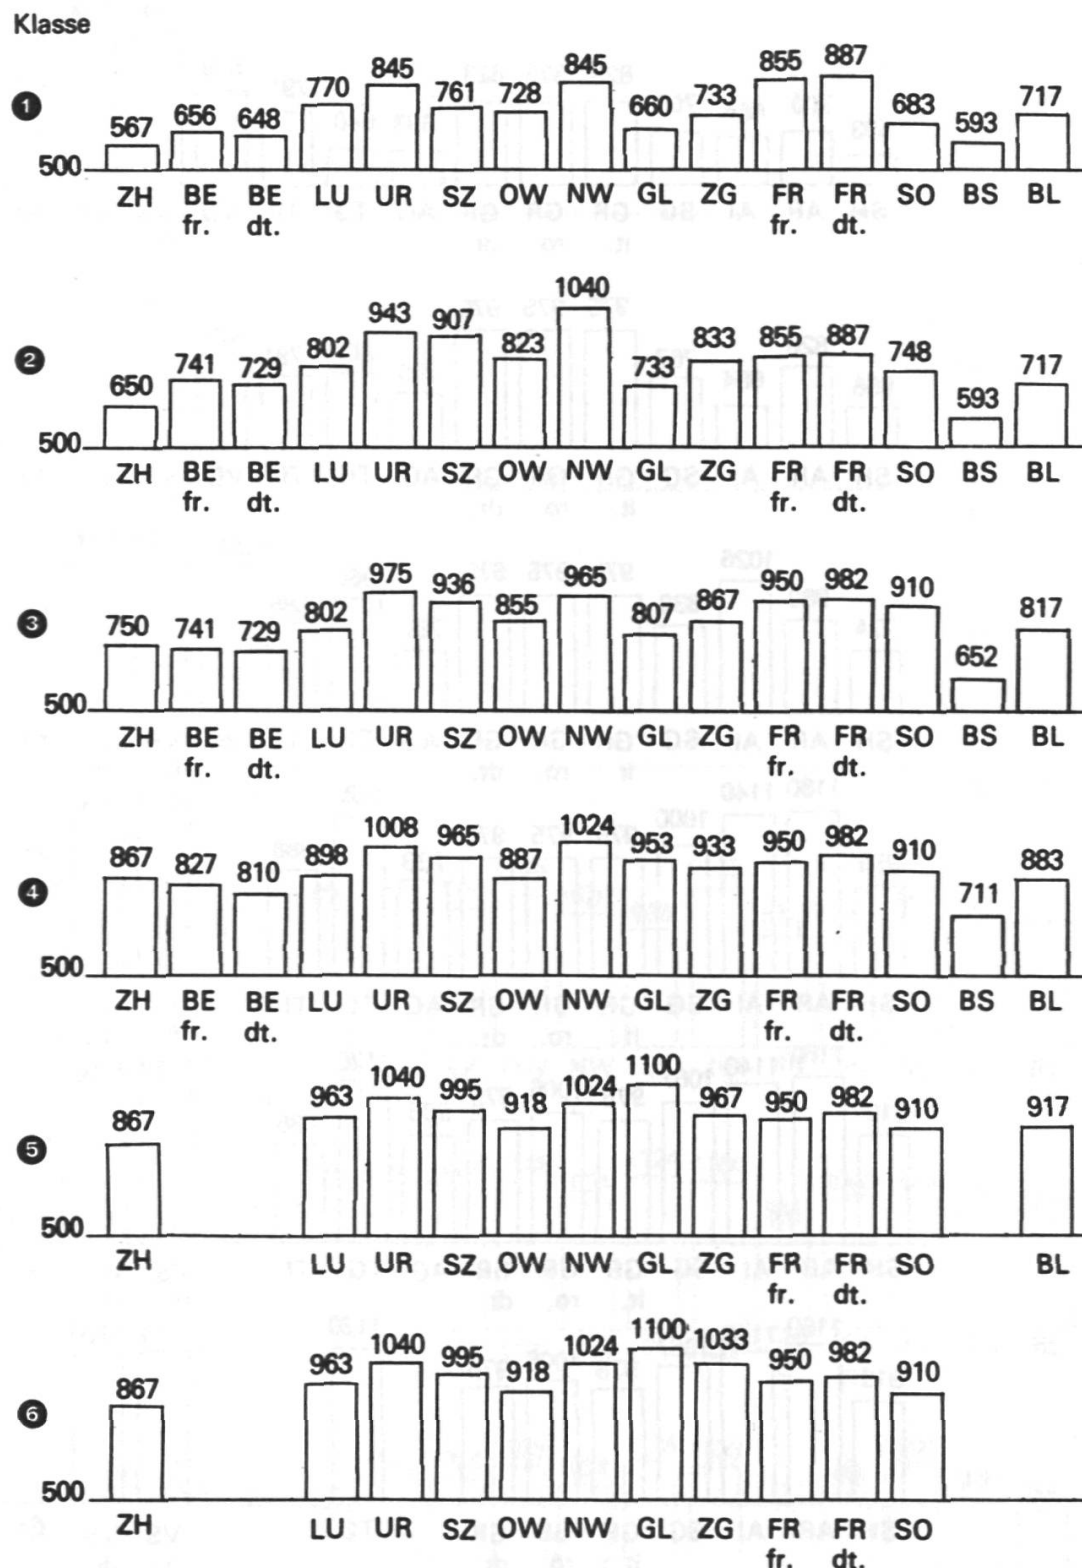 Klasse
1
567 656 648 770 845 761 728 845 660 733 855 887 683 593 717
500
ZH BE BE LU UR SZ OW NW GL ZG FR FR SO BS BL
fr. dt. fr. dt.
2
650 741 729 802 943 907 823 1040 733 833 855 887 748 593 717
500
ZH BE BE LU UR SZ OW NW GL ZG FR FR SO BS BL
fr. dt. fr. dt.
3
750 741 729 802 975 936 855 965 807 867 950 982 910 652 817
500
ZH BE BE LU UR SZ OW NW GL ZG FR FR SO BS BL
fr. dt. fr. dt.
4
867 827 810 898 1008 965 887 1024 953 933 950 982 910 711 883
500
ZH BE BE LU UR SZ OW NW GL ZG FR FR SO BS BL
fr. dt. fr. dt.
5
867 963 1040 995 918 1024 1100 967 950 982 910 917
500
ZH LU UR SZ OW NW GL ZG FR FR SO BL
fr. dt.
6
867 963 1040 995 918 1024 1100 1033 950 982 910
500
ZH LU UR SZ OW NW GL ZG FR FR SO
fr. dt.